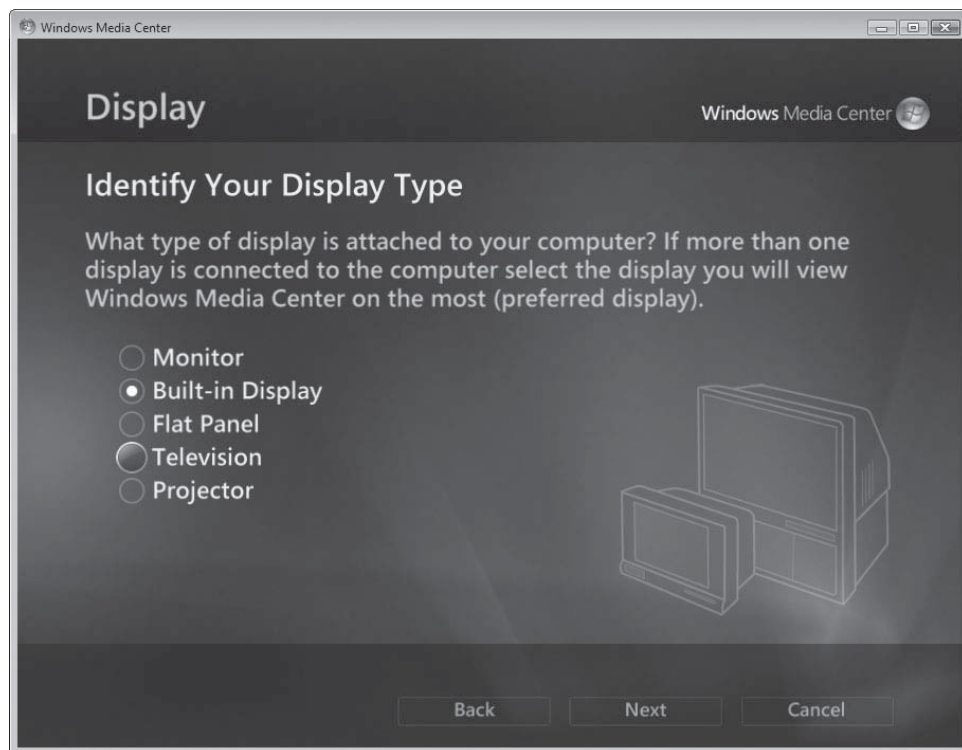 Windows Media Center
Display
Windows Media Center
Identify Your Display Type
What type of display is attached to your computer? If more than one
display is connected to the computer select the display you will view
Windows Media Center on the most (preferred display).
Monitor
Built-in Display
Flat Panel
Television
Projector
Back Next Cancel